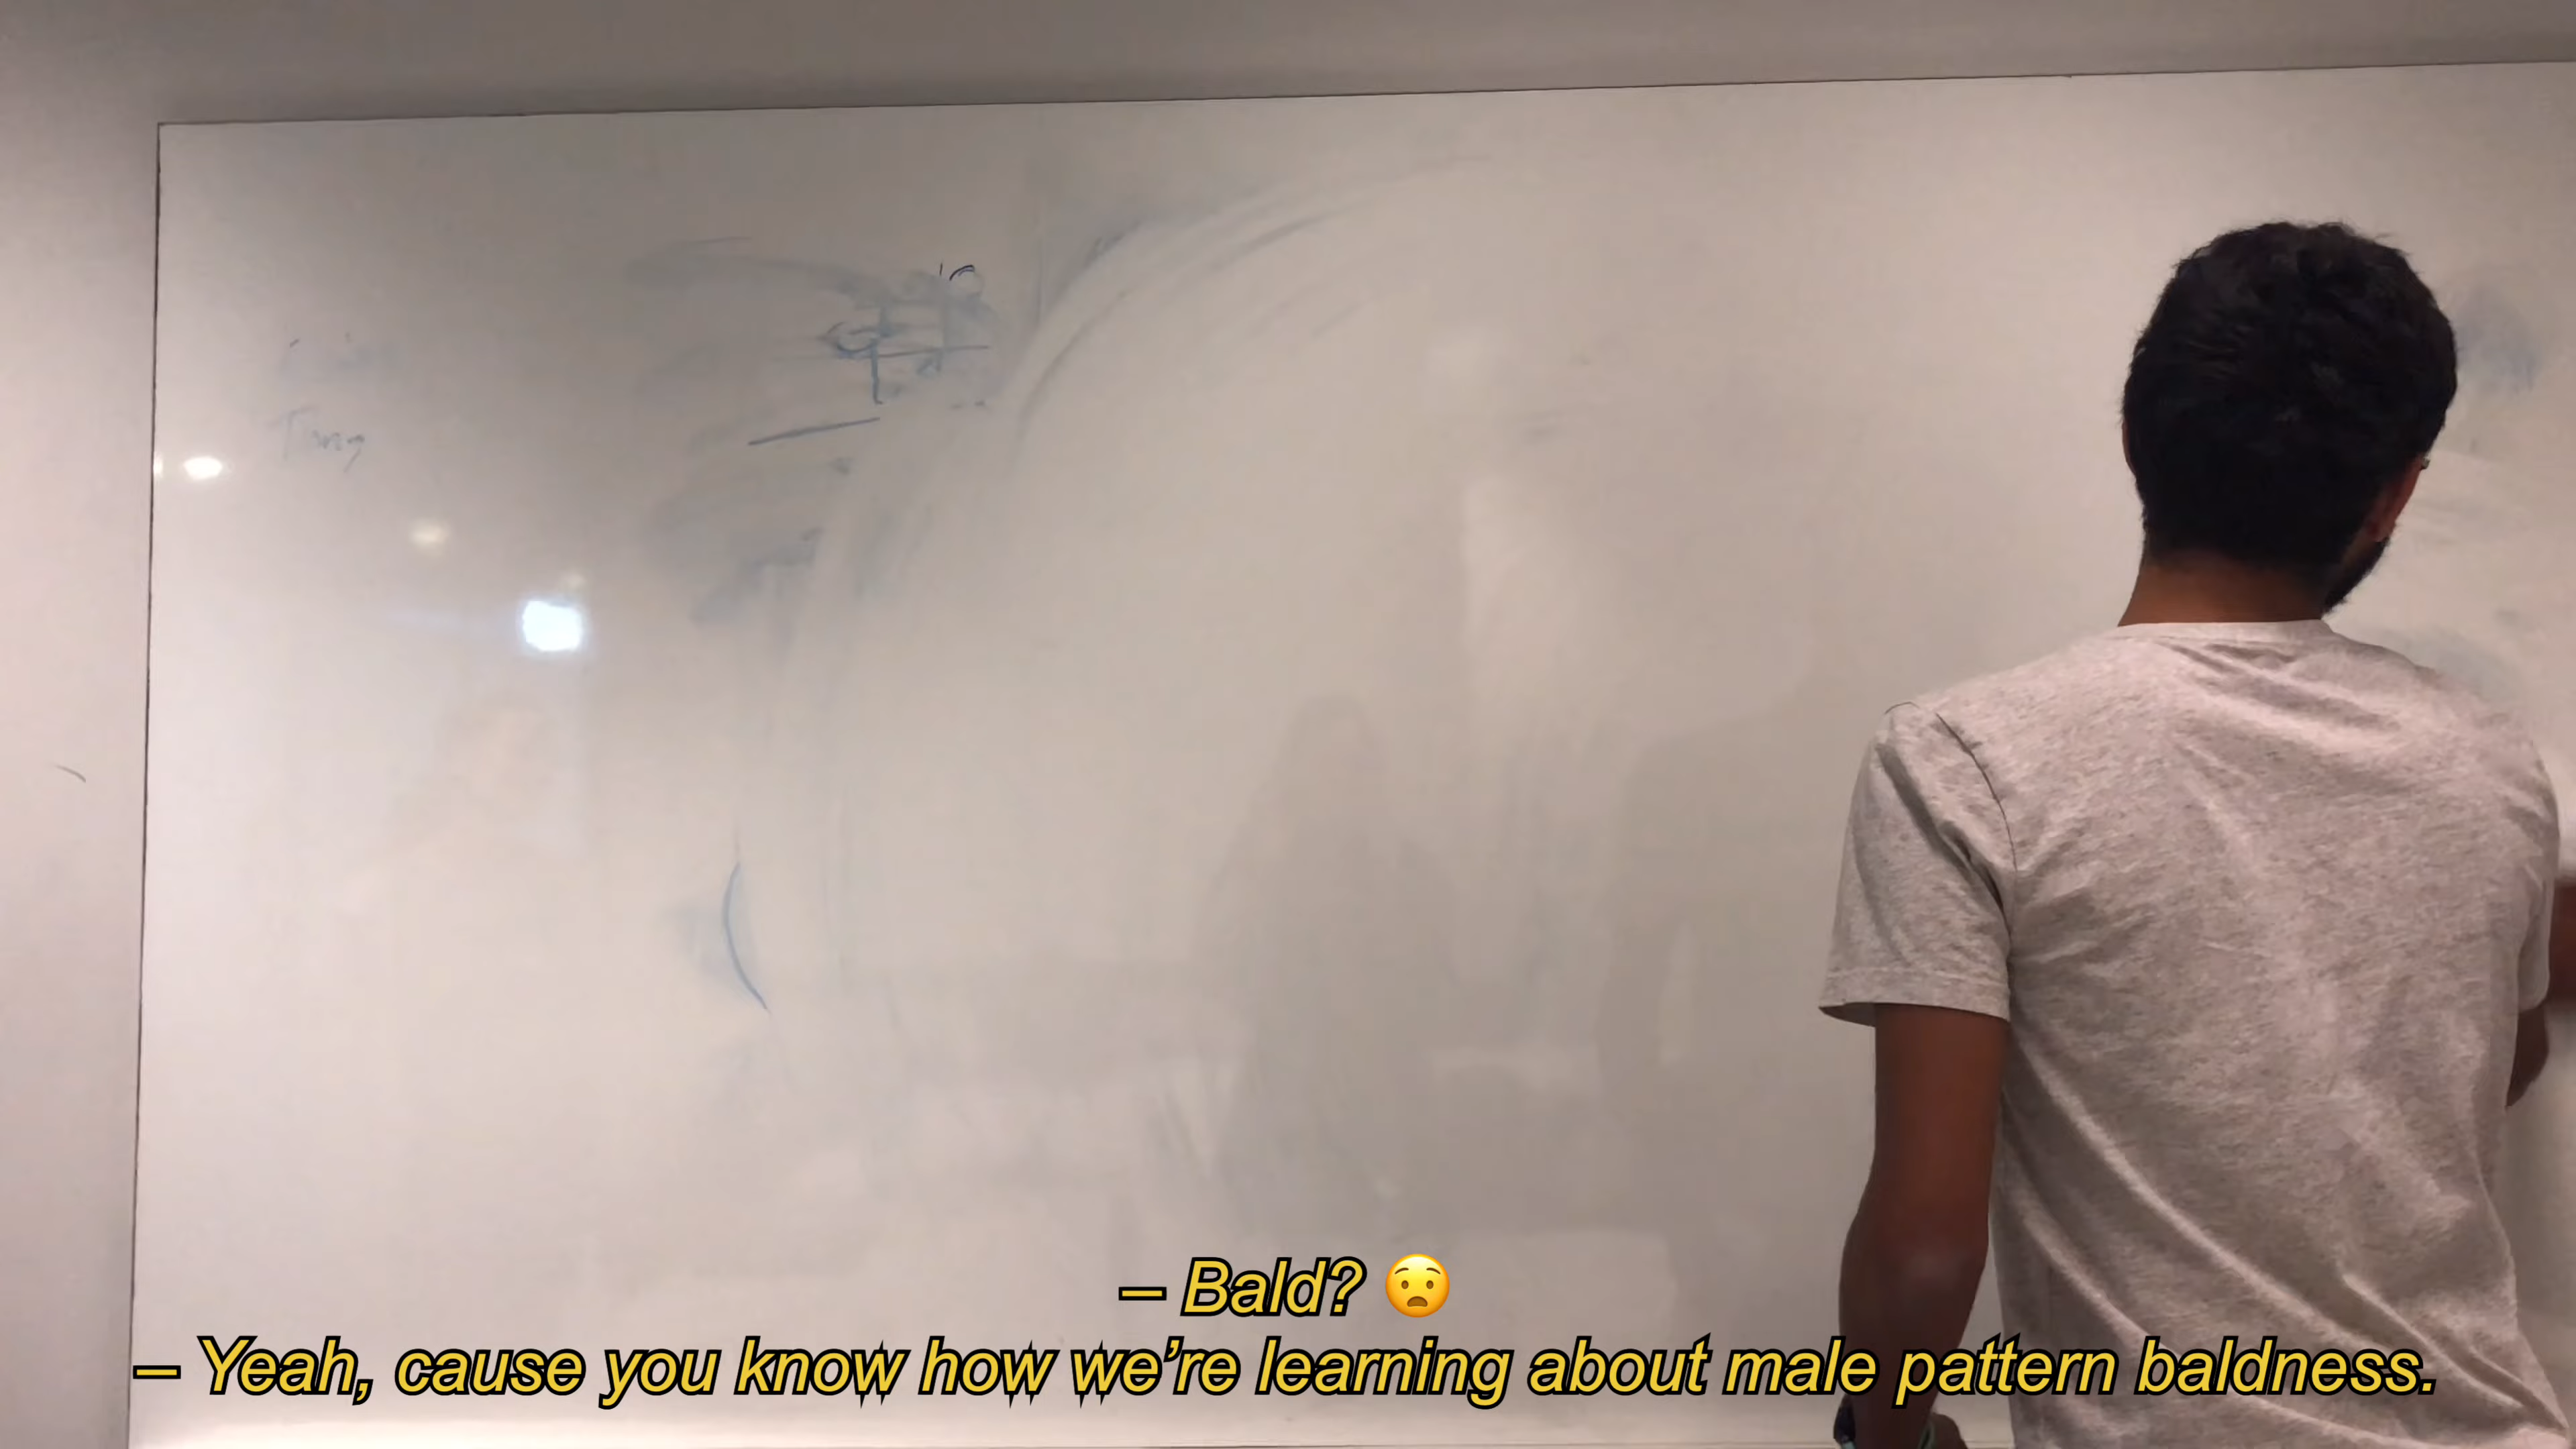 – Bald? 😟
– Yeah, cause you know how we’re learning about male pattern baldness.